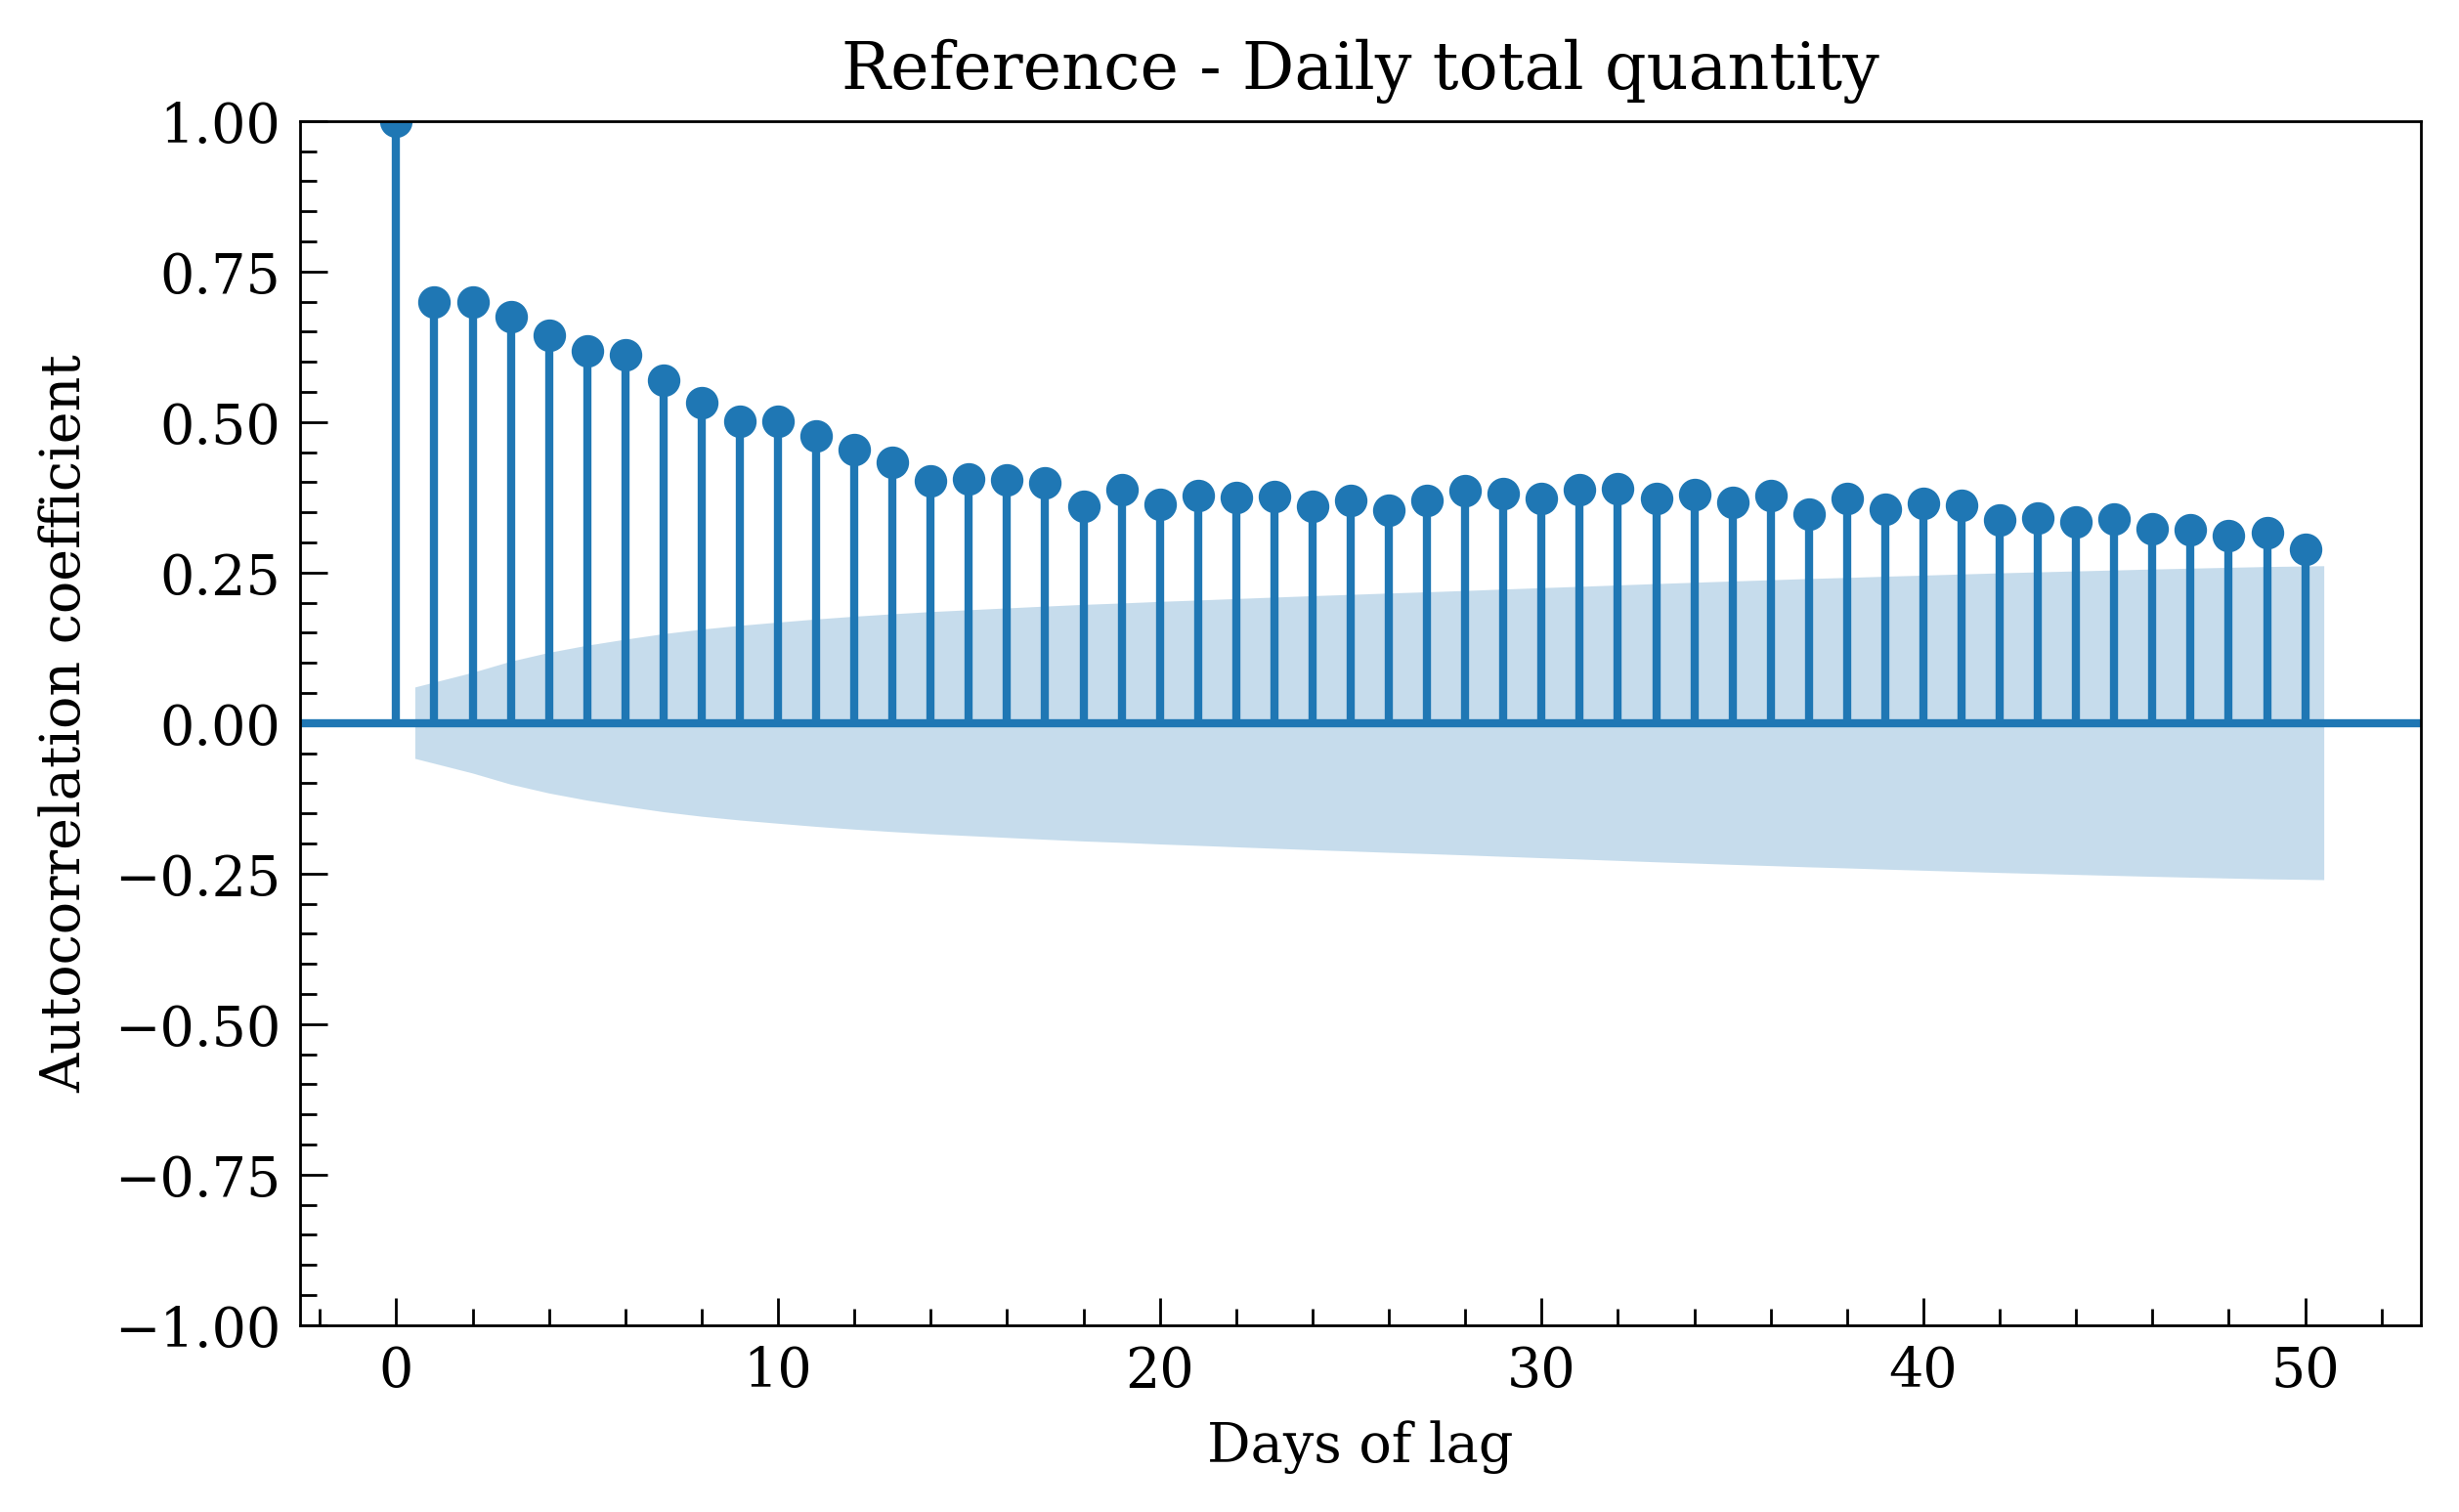 Reference - Daily total quantity
Autocorrelation coefficient
1.00
0.75
0.50
0.25
0.00
−0.25
−0.50
−0.75
−1.00
0 10 20 30 40 50
Days of lag